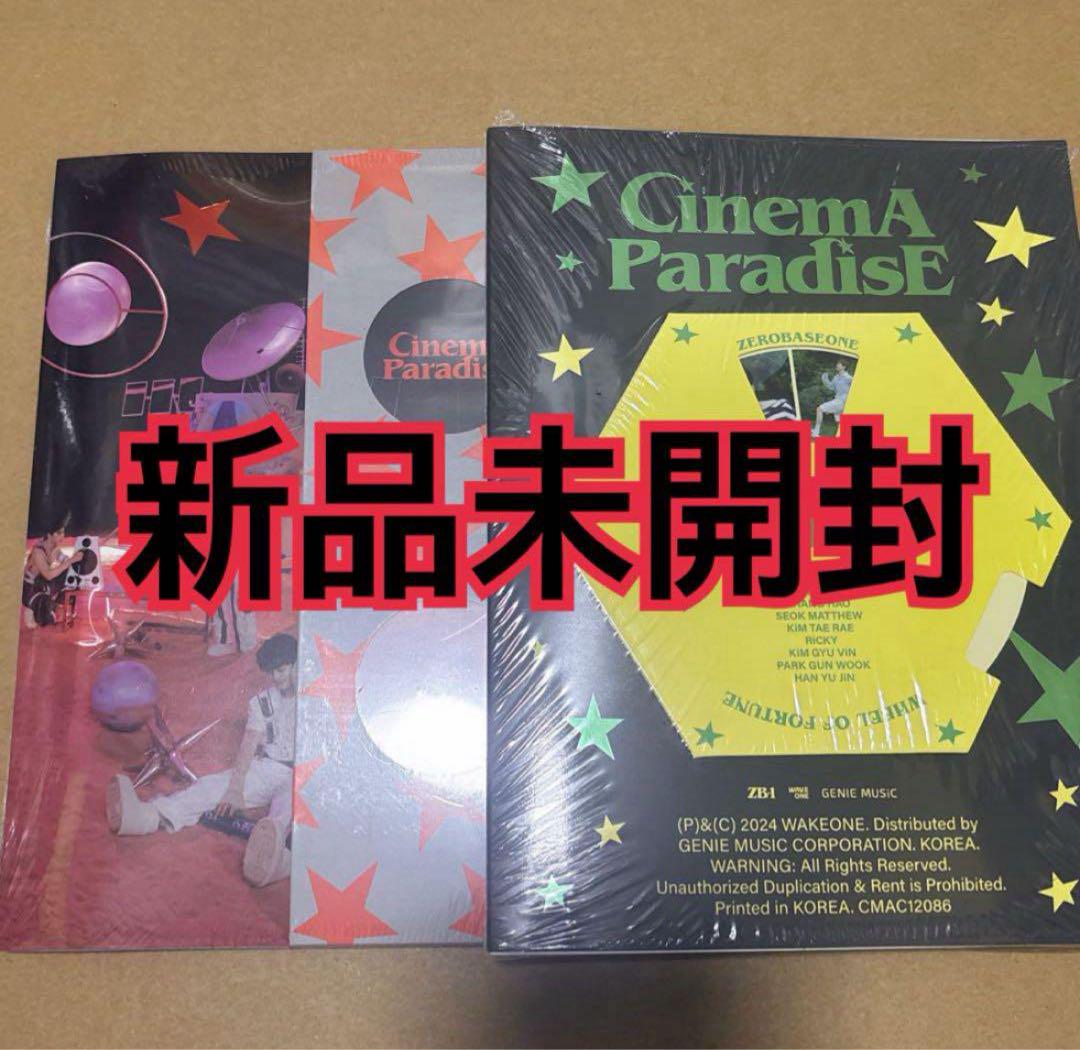 Cinem
Paradis
CinemA
ParadisE
ZEROBASEONE
新品未開封
SEOK MATTHEW
KIM TAE RAE
RICKY
KIM GYU VIN
PARK GUN WOOK
HAN YU JIN
WHEEL OF FORTUNE
ZB1 WAKE ONE GENIE MUSIC
(P)&(C) 2024 WAKEONE. Distributed by
GENIE MUSIC CORPORATION. KOREA.
WARNING: All Rights Reserved.
Unauthorized Duplication & Rent is Prohibited.
Printed in KOREA. CMAC12086